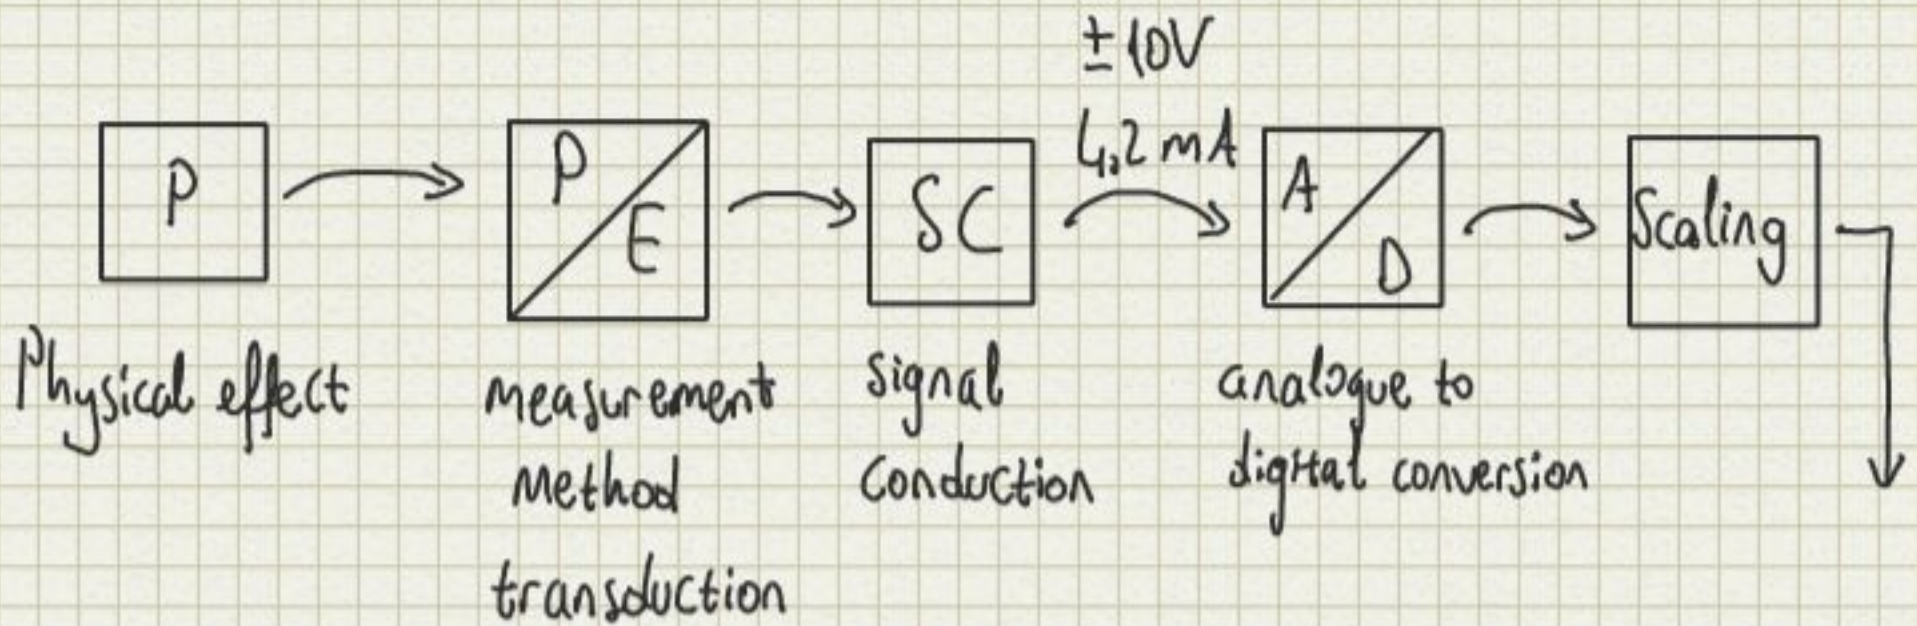 ±10V
4,2 mA
P
P
E
SC
A
D
Scaling
Physical effect
measurement
method
transduction
signal
conduction
analogue to
digital conversion